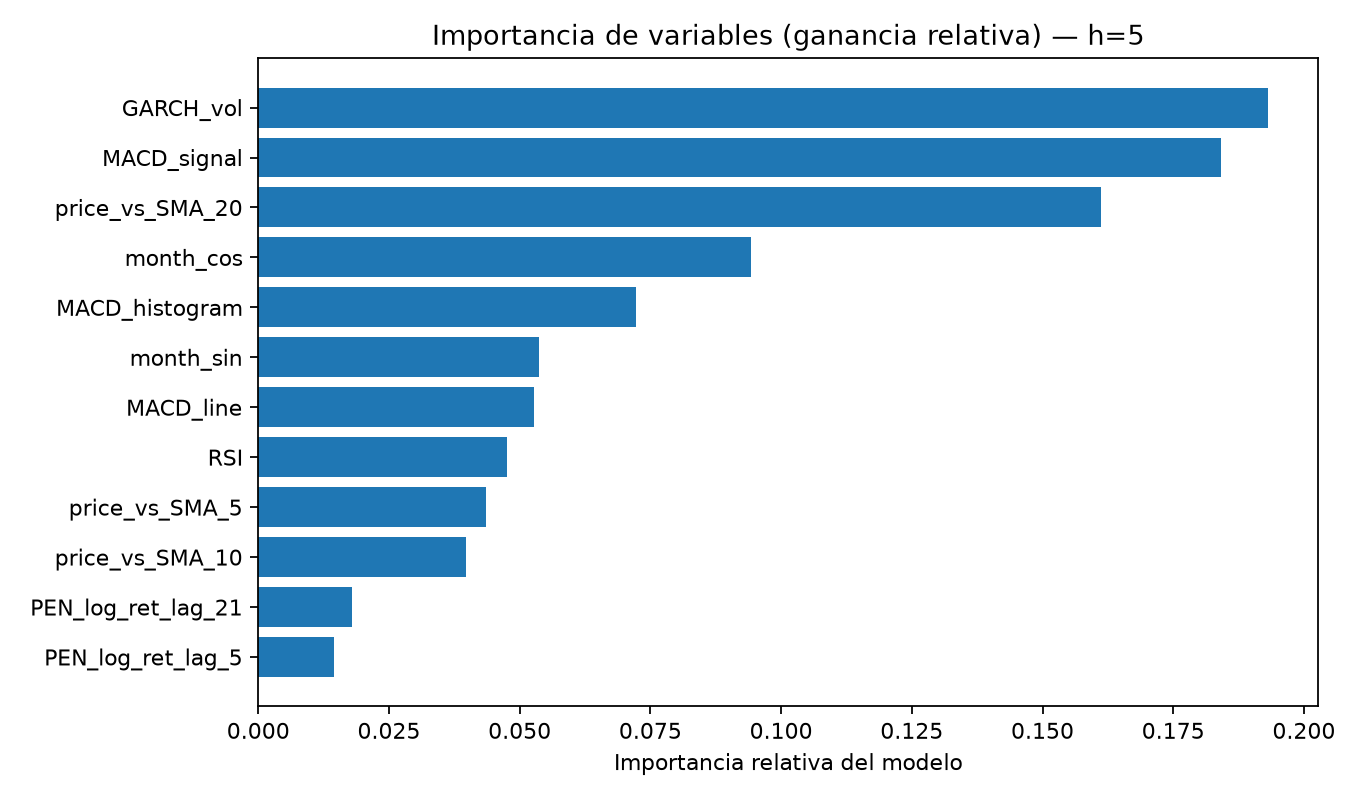 Importancia de variables (ganancia relativa) — h=5
GARCH_vol
MACD_signal
price_vs_SMA_20
month_cos
MACD_histogram
month_sin
MACD_line
RSI
price_vs_SMA_5
price_vs_SMA_10
PEN_log_ret_lag_21
PEN_log_ret_lag_5
0.000 0.025 0.050 0.075 0.100 0.125 0.150 0.175 0.200
Importancia relativa del modelo